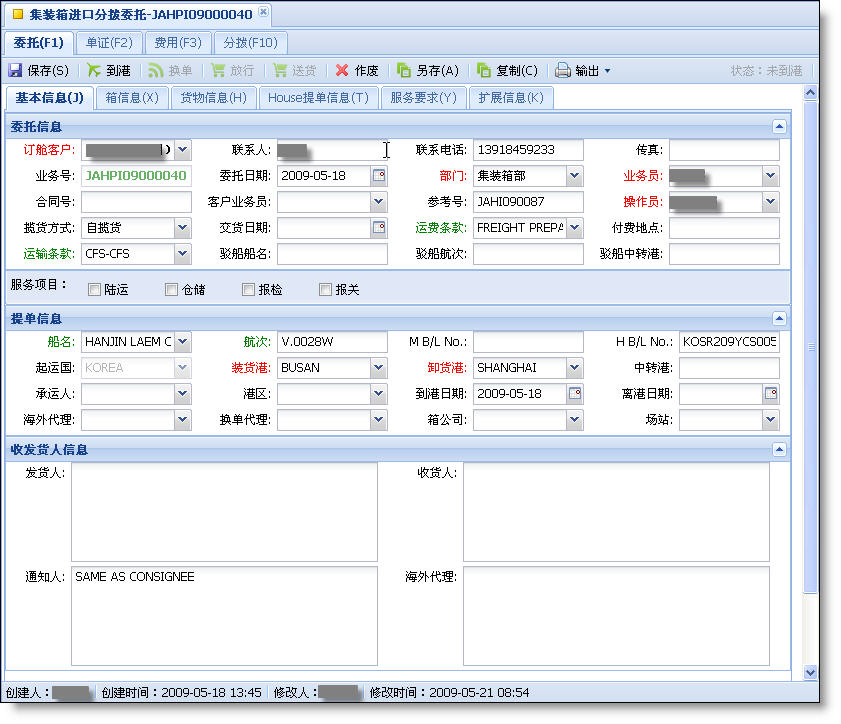 集装箱进口分拨委托-JAHPI09000040
委托(F1) 单证(F2) 费用(F3) 分拨(F10)
保存(S) 到港 换单 放行 送货 作废 另存(A) 复制(C) 输出 状态：未到港
基本信息(J) 箱信息(X) 货物信息(H) House提单信息(T) 服务要求(Y) 扩展信息(K)
委托信息
订舱客户: ) 联系人: 联系电话: 13918459233 传真:
业务号: JAHPI09000040 委托日期: 2009-05-18 部门: 集装箱部 业务员:
合同号: 客户业务员: 参考号: JAHI090087 操作员:
揽货方式: 自揽货 交货日期: 运费条款: FREIGHT PREPA 付费地点:
运输条款: CFS-CFS 驳船船名: 驳船航次: 驳船中转港:
服务项目： 陆运 仓储 报检 报关
提单信息
船名: HANJIN LAEM C 航次: V.0028W M B/L No.: H B/L No.: KOSR209YCS005
起运国: KOREA 装货港: BUSAN 卸货港: SHANGHAI 中转港:
承运人: 港区: 到港日期: 2009-05-18 离港日期:
海外代理: 换单代理: 箱公司: 场站:
收发货人信息
发货人: 收货人:
通知人: SAME AS CONSIGNEE 海外代理:
创建人： 创建时间：2009-05-18 13:45 修改人： 修改时间：2009-05-21 08:54